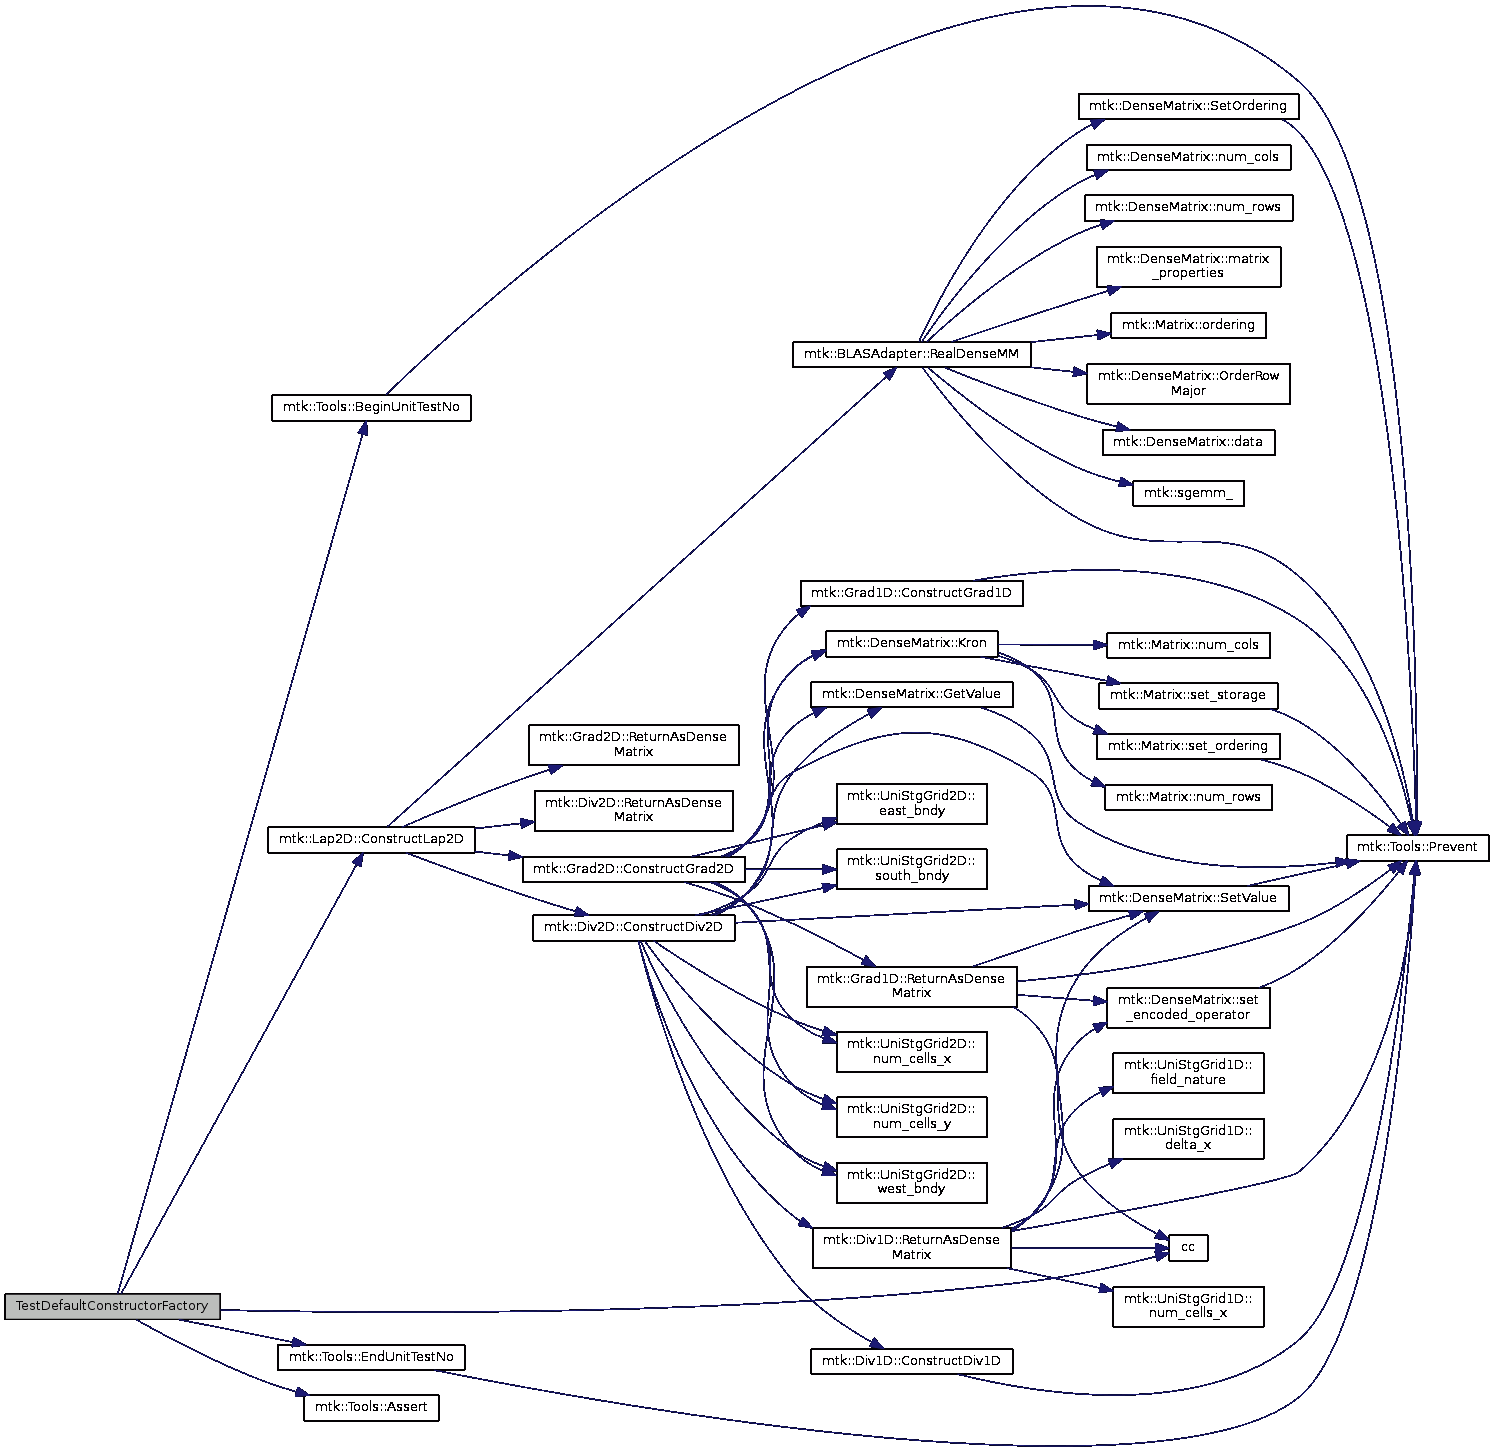 mtk::DenseMatrix::SetOrdering
mtk::DenseMatrix::num_cols
mtk::DenseMatrix::num_rows
mtk::DenseMatrix::matrix
_properties
mtk::Matrix::ordering
mtk::BLASAdapter::RealDenseMM
mtk::DenseMatrix::OrderRow
Major
mtk::Tools::BeginUnitTestNo
mtk::DenseMatrix::data
mtk::sgemm_
mtk::Grad1D::ConstructGrad1D
mtk::DenseMatrix::Kron
mtk::Matrix::num_cols
mtk::DenseMatrix::GetValue
mtk::Matrix::set_storage
mtk::Grad2D::ReturnAsDense
Matrix
mtk::Matrix::set_ordering
mtk::Div2D::ReturnAsDense
Matrix
mtk::UniStgGrid2D::
east_bndy
mtk::Matrix::num_rows
mtk::Lap2D::ConstructLap2D
mtk::Tools::Prevent
mtk::Grad2D::ConstructGrad2D
mtk::UniStgGrid2D::
south_bndy
mtk::DenseMatrix::SetValue
mtk::Div2D::ConstructDiv2D
mtk::Grad1D::ReturnAsDense
Matrix
mtk::DenseMatrix::set
_encoded_operator
mtk::UniStgGrid2D::
num_cells_x
mtk::UniStgGrid1D::
field_nature
mtk::UniStgGrid2D::
num_cells_y
mtk::UniStgGrid1D::
delta_x
mtk::UniStgGrid2D::
west_bndy
mtk::Div1D::ReturnAsDense
Matrix
cc
TestDefaultConstructorFactory
mtk::UniStgGrid1D::
num_cells_x
mtk::Tools::EndUnitTestNo
mtk::Div1D::ConstructDiv1D
mtk::Tools::Assert